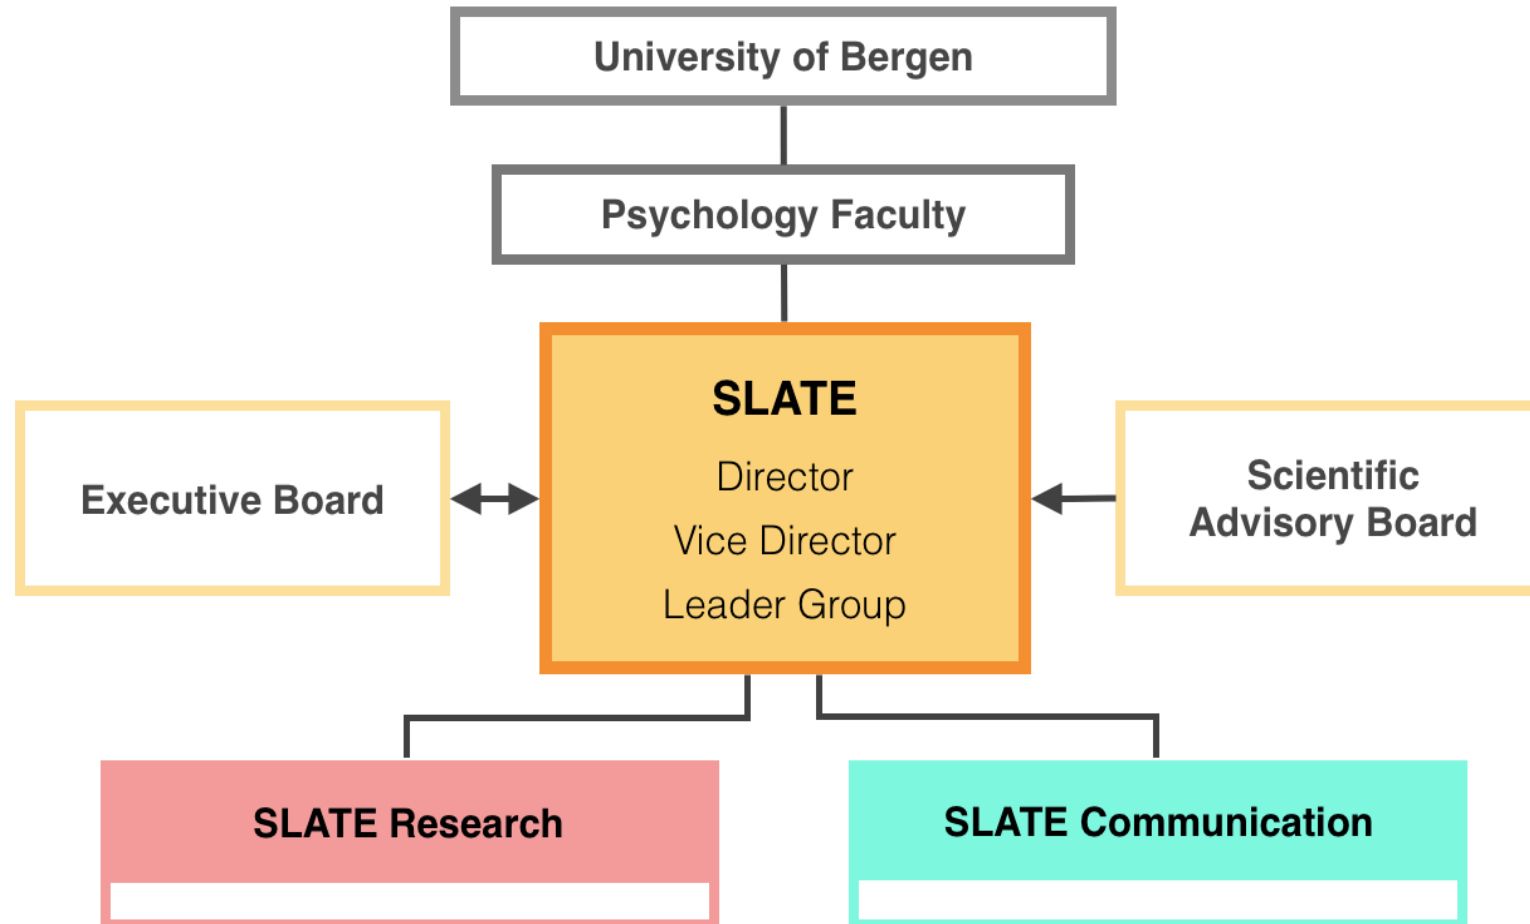 University of Bergen
Psychology Faculty
SLATE
Director
Vice Director
Leader Group
Executive Board
Scientific
Advisory Board
SLATE Research
SLATE Communication